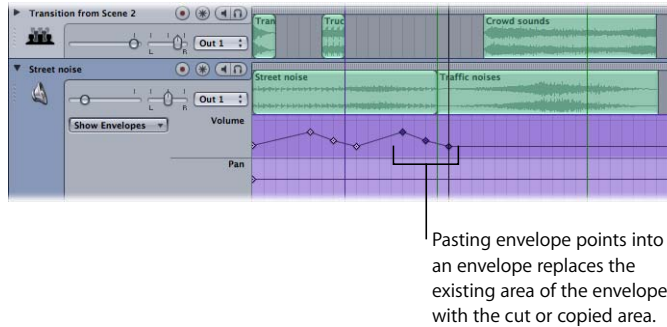 Transition from Scene 2
Tran
Truc
Crowd sounds
L R
Out 1
Street noise
Street noise
Traffic noises
L R
Out 1
Show Envelopes
Volume
Pan
Pasting envelope points into
an envelope replaces the
existing area of the envelope
with the cut or copied area.